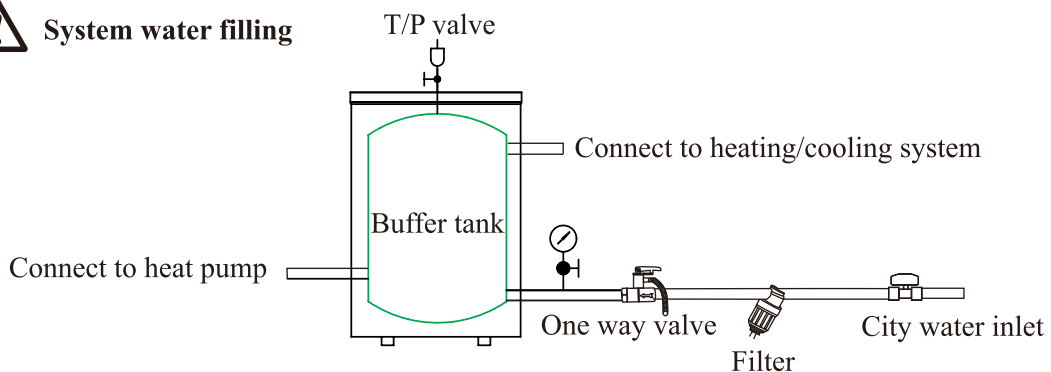 System water filling
T/P valve
Connect to heating/cooling system
Buffer tank
Connect to heat pump
One way valve
City water inlet
Filter